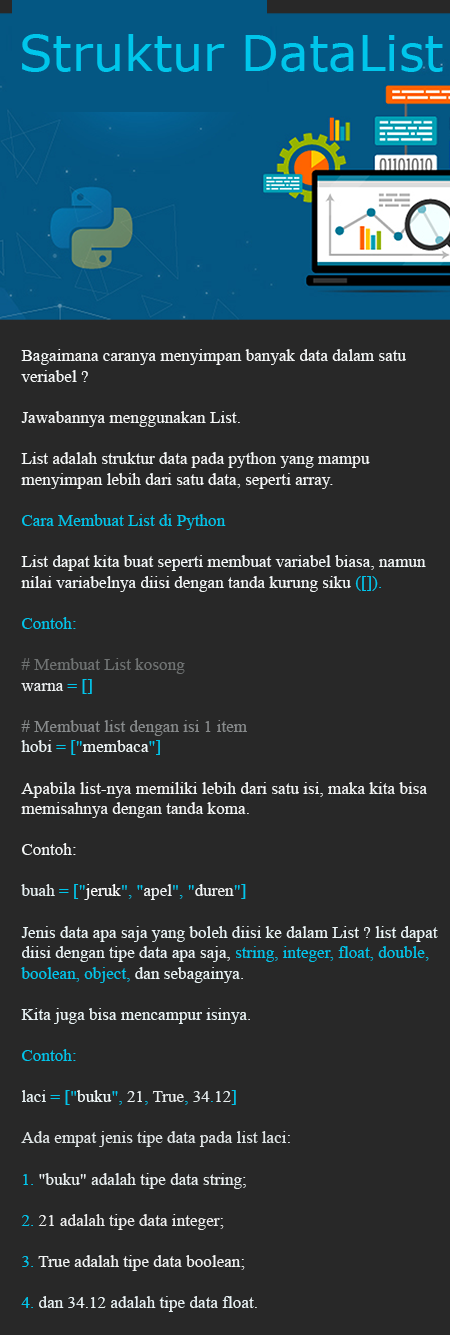 Struktur DataList
01101010
Bagaimana caranya menyimpan banyak data dalam satu
veriabel ?
Jawabannya menggunakan List.
List adalah struktur data pada python yang mampu
menyimpan lebih dari satu data, seperti array.
Cara Membuat List di Python
List dapat kita buat seperti membuat variabel biasa, namun
nilai variabelnya diisi dengan tanda kurung siku ([]).
Contoh:
# Membuat List kosong
warna = []
# Membuat list dengan isi 1 item
hobi = ["membaca"]
Apabila list-nya memiliki lebih dari satu isi, maka kita bisa
memisahnya dengan tanda koma.
Contoh:
buah = ["jeruk", "apel", "duren"]
Jenis data apa saja yang boleh diisi ke dalam List ? list dapat
diisi dengan tipe data apa saja, string, integer, float, double,
boolean, object, dan sebagainya.
Kita juga bisa mencampur isinya.
Contoh:
laci = ["buku", 21, True, 34.12]
Ada empat jenis tipe data pada list laci:
1. "buku" adalah tipe data string;
2. 21 adalah tipe data integer;
3. True adalah tipe data boolean;
4. dan 34.12 adalah tipe data float.